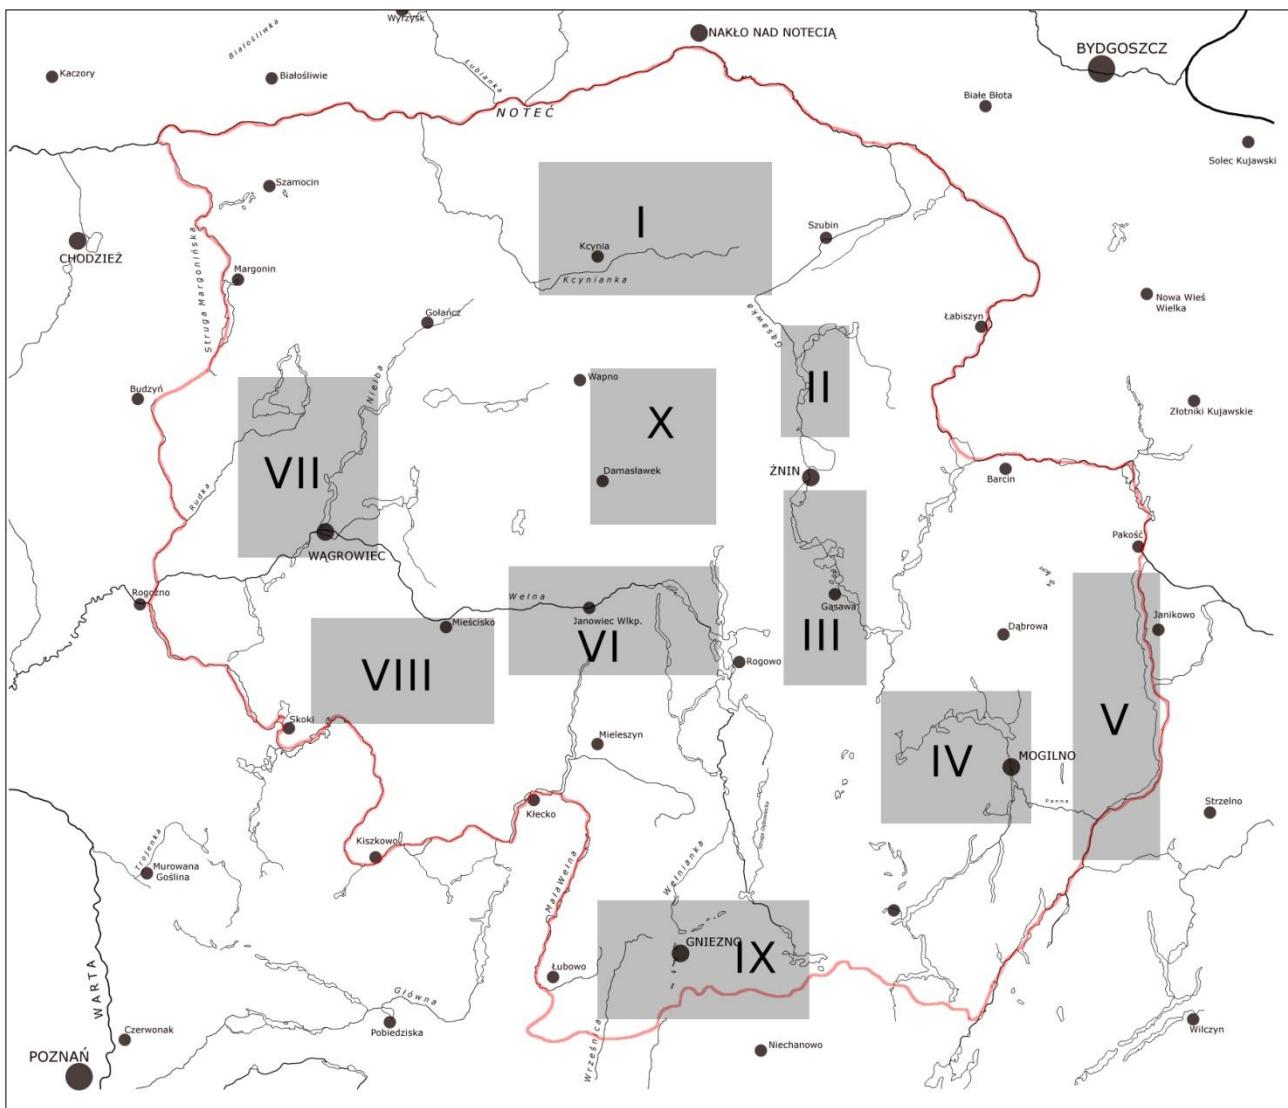 Wyrzysk
Białośliwka
NAKŁO NAD NOTECIĄ
BYDGOSZCZ
Kaczory
Białośliwie
Łubianka
Białe Błota
NOTEĆ
Solec Kujawski
Szamocin
I
Szubin
CHODZIEŻ
Struga Margonińska
Kcynia
Margonin
Kcynianka
Nowa Wieś
Wielka
Gołańcz
Gąsawka
Łabiszyn
Budzyń
Nielba
Wapno
II
Złotniki Kujawskie
X
VII
ŻNIN
Damasławek
Barcin
Rudka
WĄGROWIEC
Pakość
Rogoźno
Wełna
Gąsawa
Janikowo
Mieścisko
Janowiec Wlkp.
Dąbrowa
VI
III
VIII
Rogowo
Skoki
Mieleszyn
V
IV
MOGILNO
Kłecko
Panna
Strzelno
Struga Dębowiecka
Trojenka
Kiszkowo
Murowana
Goślina
Mała Wełna
Wełnianka
GNIEZNO
IX
WARTA
Łubowo
Główna
Pobiedziska
Czerwonak
Wilczyn
Wrześnica
Niechanowo
POZNAŃ